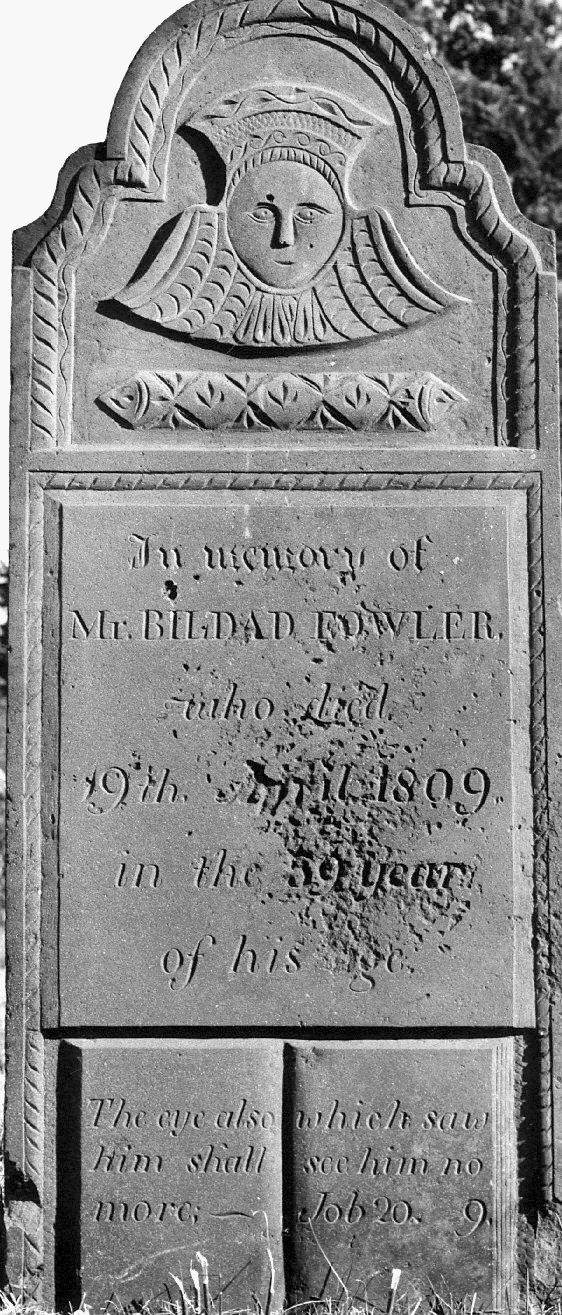 In memory of
Mr. BILDAD FOWLER.
who died
19th. April 1809.
in the year
of his age.
The eye also which saw
him shall see him no
more;— Job 20. 9.